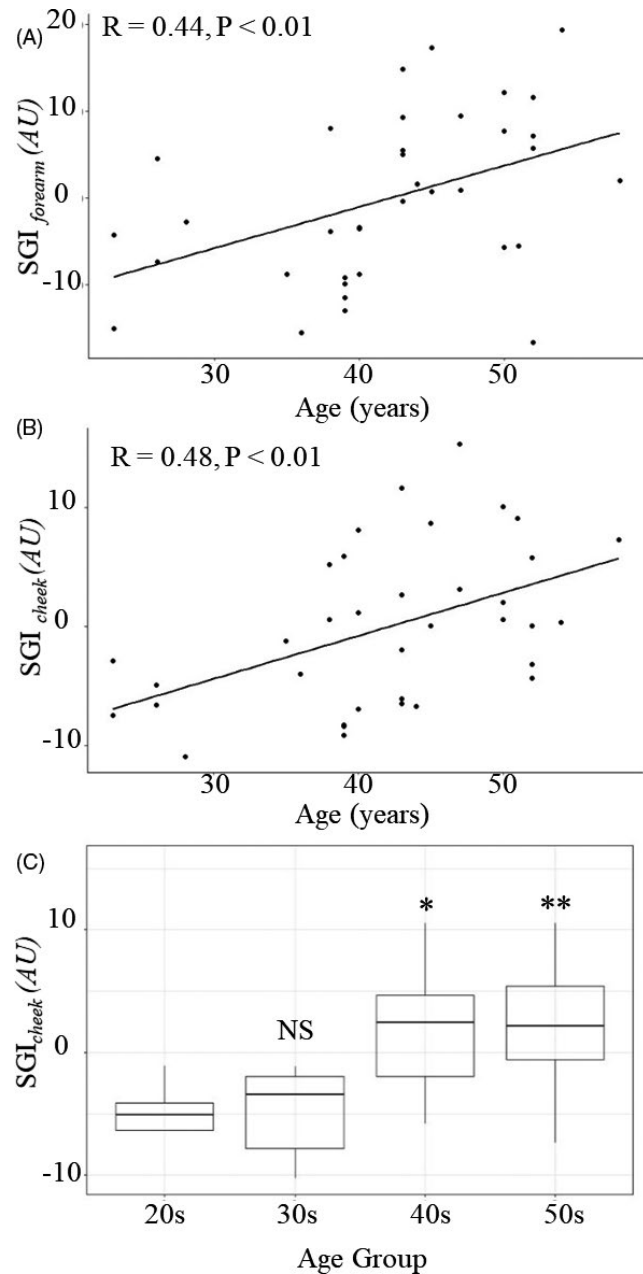 (A)
R = 0.44, P < 0.01
20
10
0
-10
SGI forearm (AU)
30 40 50
Age (years)
(B)
R = 0.48, P < 0.01
10
0
-10
SGI cheek (AU)
30 40 50
Age (years)
(C)
* **
NS
10
0
-10
SGI cheek (AU)
20s 30s 40s 50s
Age Group